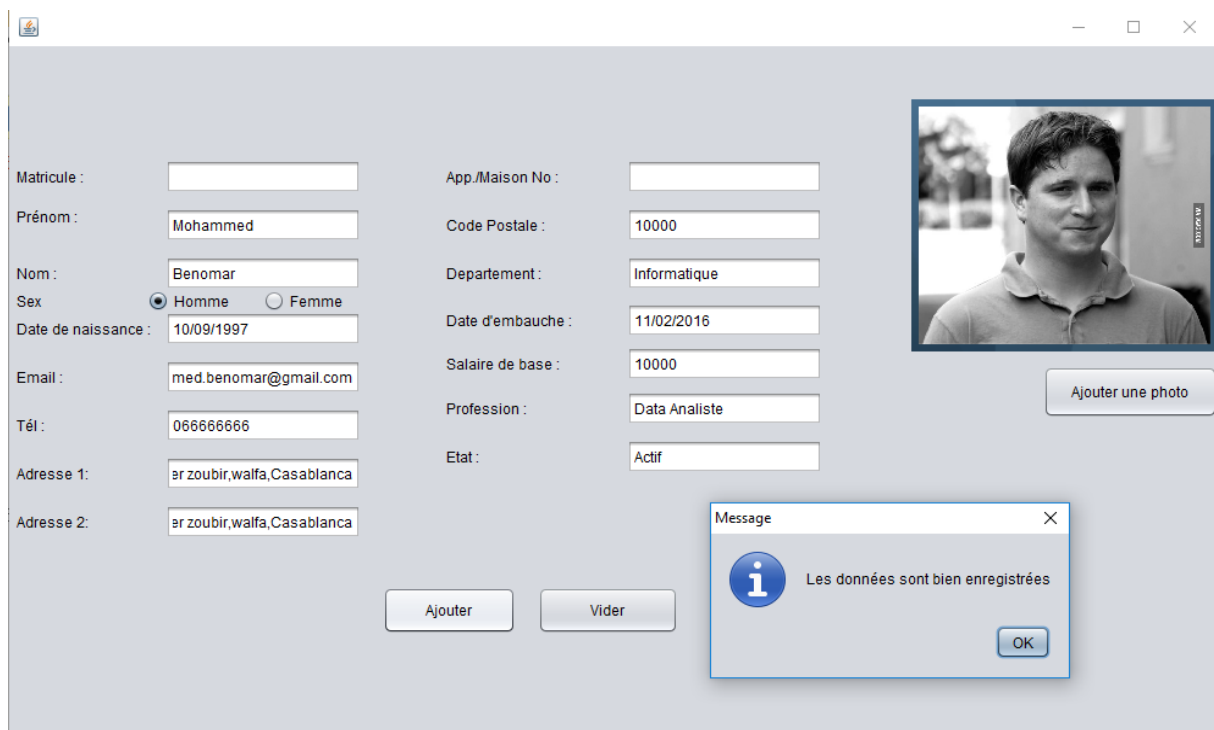 Matricule :
Prénom :
Mohammed
Nom :
Benomar
Sex
Homme
Femme
Date de naissance :
10/09/1997
Email :
med.benomar@gmail.com
Tél :
066666666
Adresse 1:
er zoubir,walfa,Casablanca
Adresse 2:
er zoubir,walfa,Casablanca
App./Maison No :
Code Postale :
10000
Departement :
Informatique
Date d'embauche :
11/02/2016
Salaire de base :
10000
Profession :
Data Analiste
Etat :
Actif
Ajouter une photo
Ajouter
Vider
Message
Les données sont bien enregistrées
OK